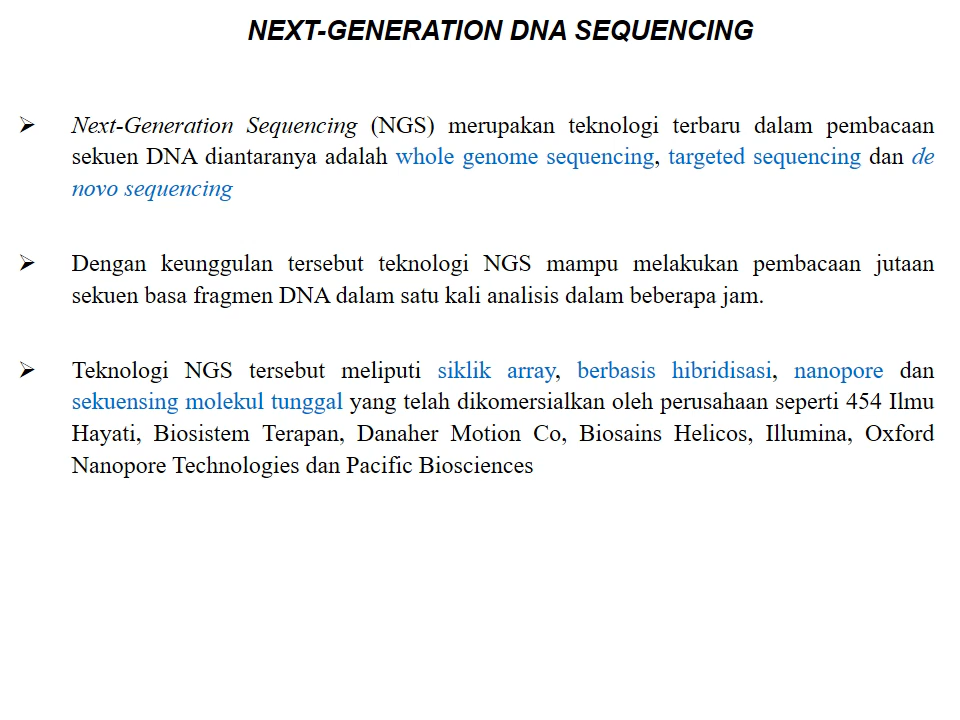 NEXT-GENERATION DNA SEQUENCING
Next-Generation Sequencing (NGS) merupakan teknologi terbaru dalam pembacaan
sekuen DNA diantaranya adalah whole genome sequencing, targeted sequencing dan de
novo sequencing
Dengan keunggulan tersebut teknologi NGS mampu melakukan pembacaan jutaan
sekuen basa fragmen DNA dalam satu kali analisis dalam beberapa jam.
Teknologi NGS tersebut meliputi siklik array, berbasis hibridisasi, nanopore dan
sekuensing molekul tunggal yang telah dikomersialkan oleh perusahaan seperti 454 Ilmu
Hayati, Biosistem Terapan, Danaher Motion Co, Biosains Helicos, Illumina, Oxford
Nanopore Technologies dan Pacific Biosciences